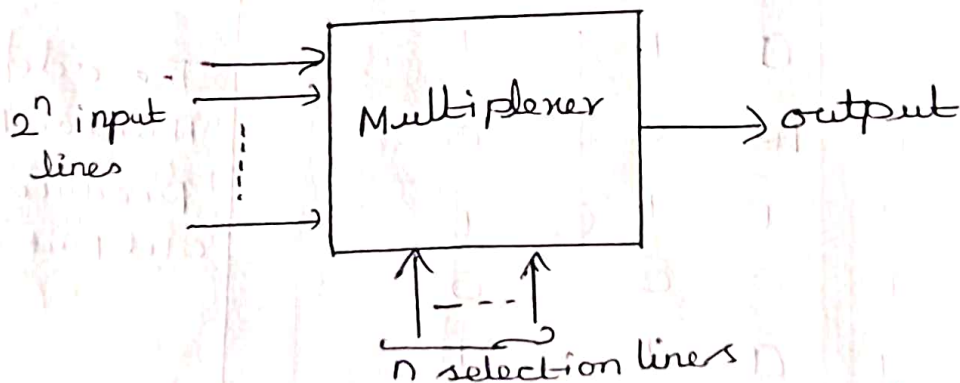 2ⁿ input
lines
Multiplexer
output
n selection lines